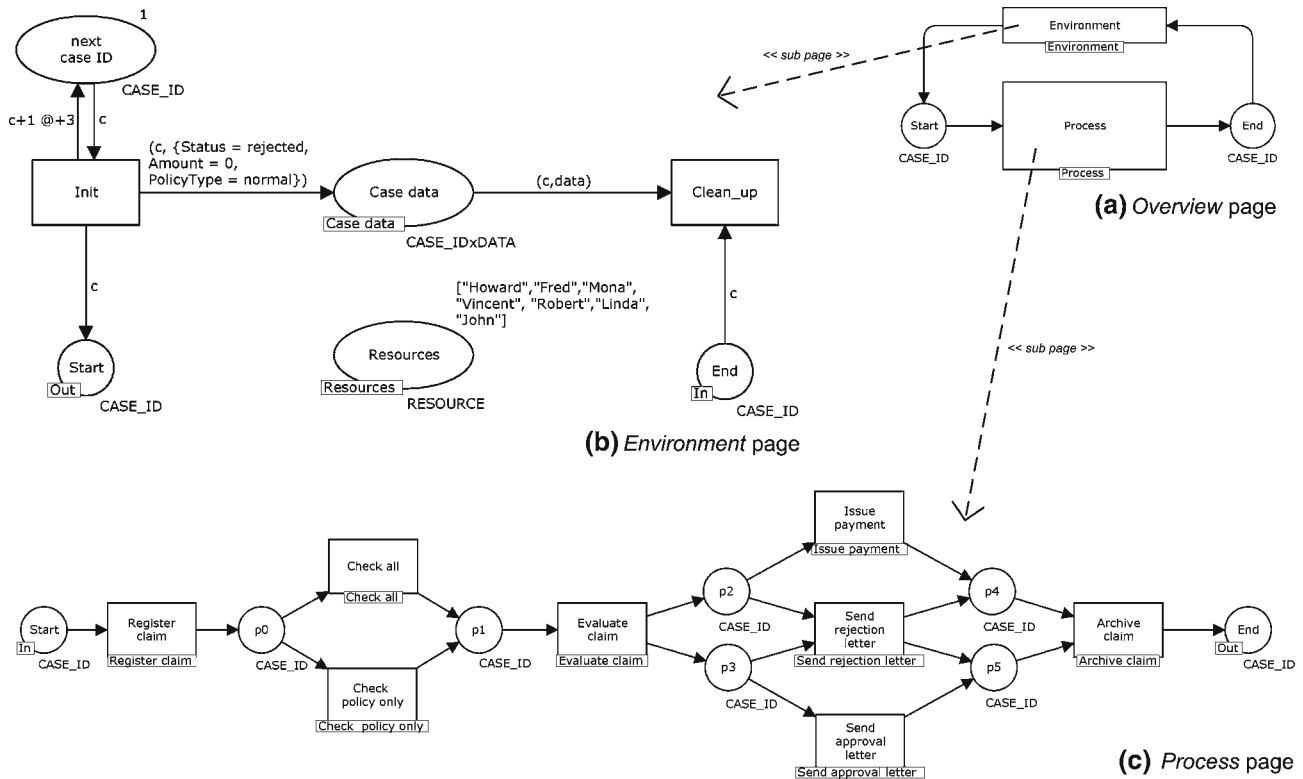 1
next
case ID
CASE_ID
c+1 @+3
c
(c, {Status = rejected,
Amount = 0,
PolicyType = normal})
Init
Case data
Case data
CASE_IDxDATA
(c,data)
Clean_up
c
Start
Out
CASE_ID
["Howard","Fred","Mona",
"Vincent", "Robert","Linda",
"John"]
Resources
Resources
RESOURCE
c
End
In
CASE_ID
(b) Environment page
<< sub page >>
Environment
Environment
Start
CASE_ID
Process
Process
End
CASE_ID
(a) Overview page
<< sub page >>
Start
In
CASE_ID
Register
claim
Register claim
p0
CASE_ID
Check all
Check all
Check
policy only
Check policy only
p1
CASE_ID
Evaluate
claim
Evaluate claim
p2
CASE_ID
p3
CASE_ID
Issue
payment
Issue payment
Send
rejection
letter
Send rejection letter
Send
approval
letter
Send approval letter
p4
CASE_ID
p5
CASE_ID
Archive
claim
Archive claim
End
Out
CASE_ID
(c) Process page